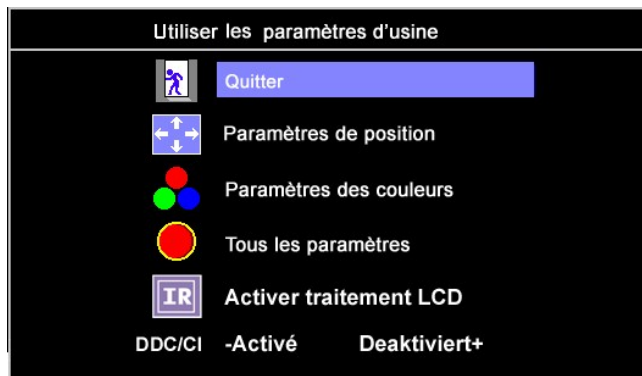 Utiliser les paramètres d'usine
Quitter
Paramètres de position
Paramètres des couleurs
Tous les paramètres
IR Activer traitement LCD
DDC/CI -Activé Deaktiviert+